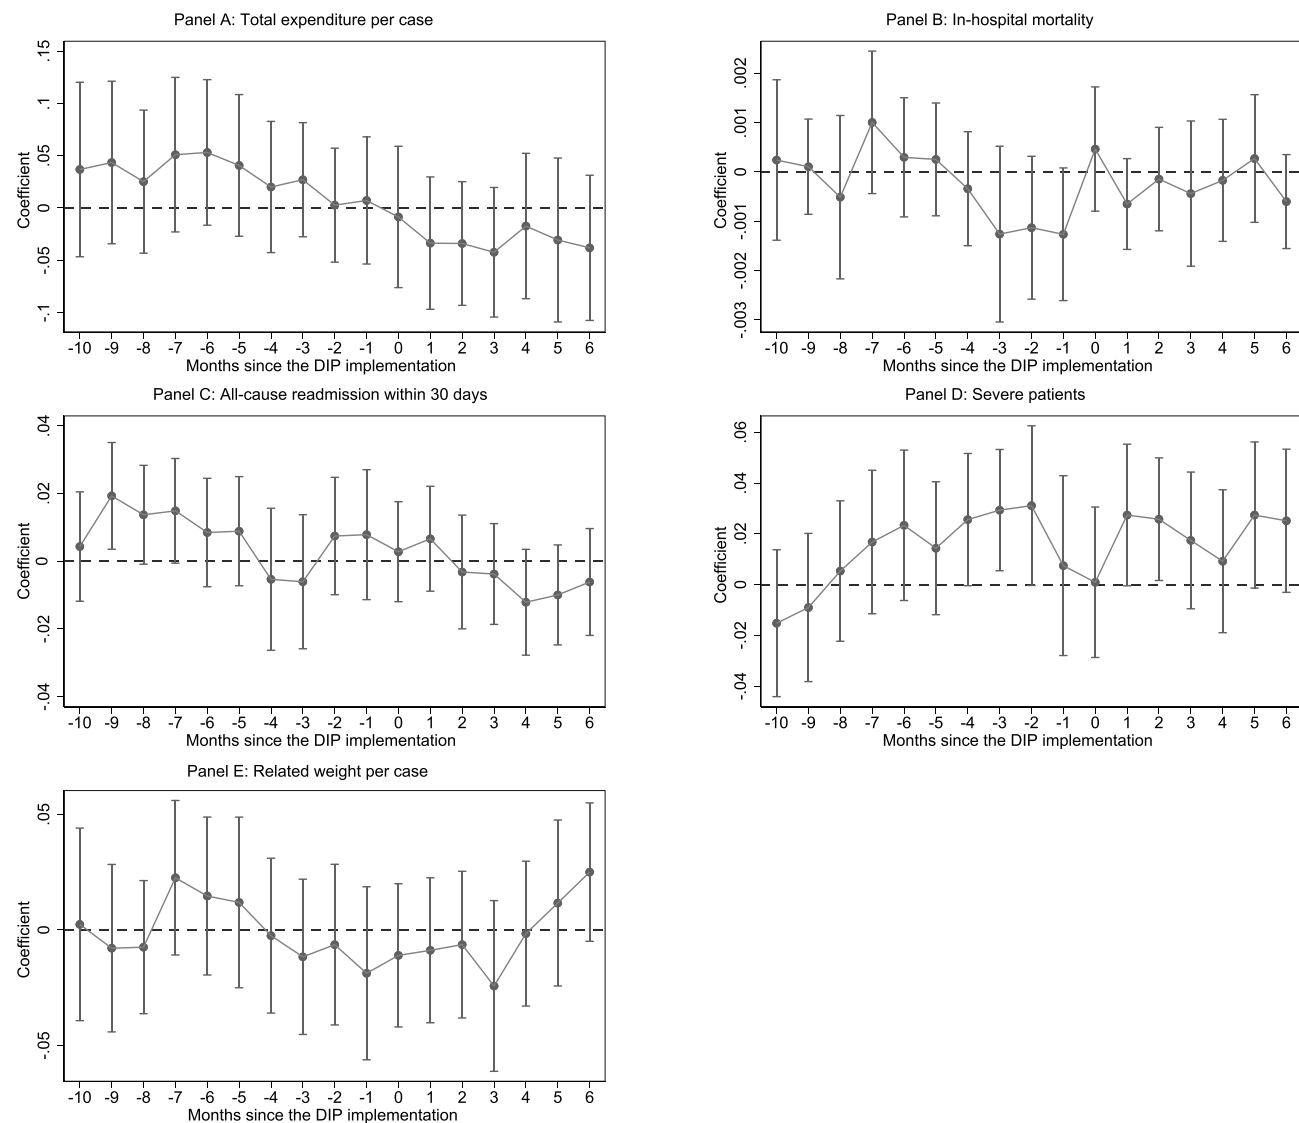 Panel A: Total expenditure per case
.15
.1
.05
0
-.05
-.1
Coefficient
-10 -9 -8 -7 -6 -5 -4 -3 -2 -1 0 1 2 3 4 5 6
Months since the DIP implementation
Panel B: In-hospital mortality
.002
.001
0
-.001
-.002
-.003
Coefficient
-10 -9 -8 -7 -6 -5 -4 -3 -2 -1 0 1 2 3 4 5 6
Months since the DIP implementation
Panel C: All-cause readmission within 30 days
.04
.02
0
-.02
-.04
Coefficient
-10 -9 -8 -7 -6 -5 -4 -3 -2 -1 0 1 2 3 4 5 6
Months since the DIP implementation
Panel D: Severe patients
.06
.04
.02
0
-.02
-.04
Coefficient
-10 -9 -8 -7 -6 -5 -4 -3 -2 -1 0 1 2 3 4 5 6
Months since the DIP implementation
Panel E: Related weight per case
.05
0
-.05
Coefficient
-10 -9 -8 -7 -6 -5 -4 -3 -2 -1 0 1 2 3 4 5 6
Months since the DIP implementation